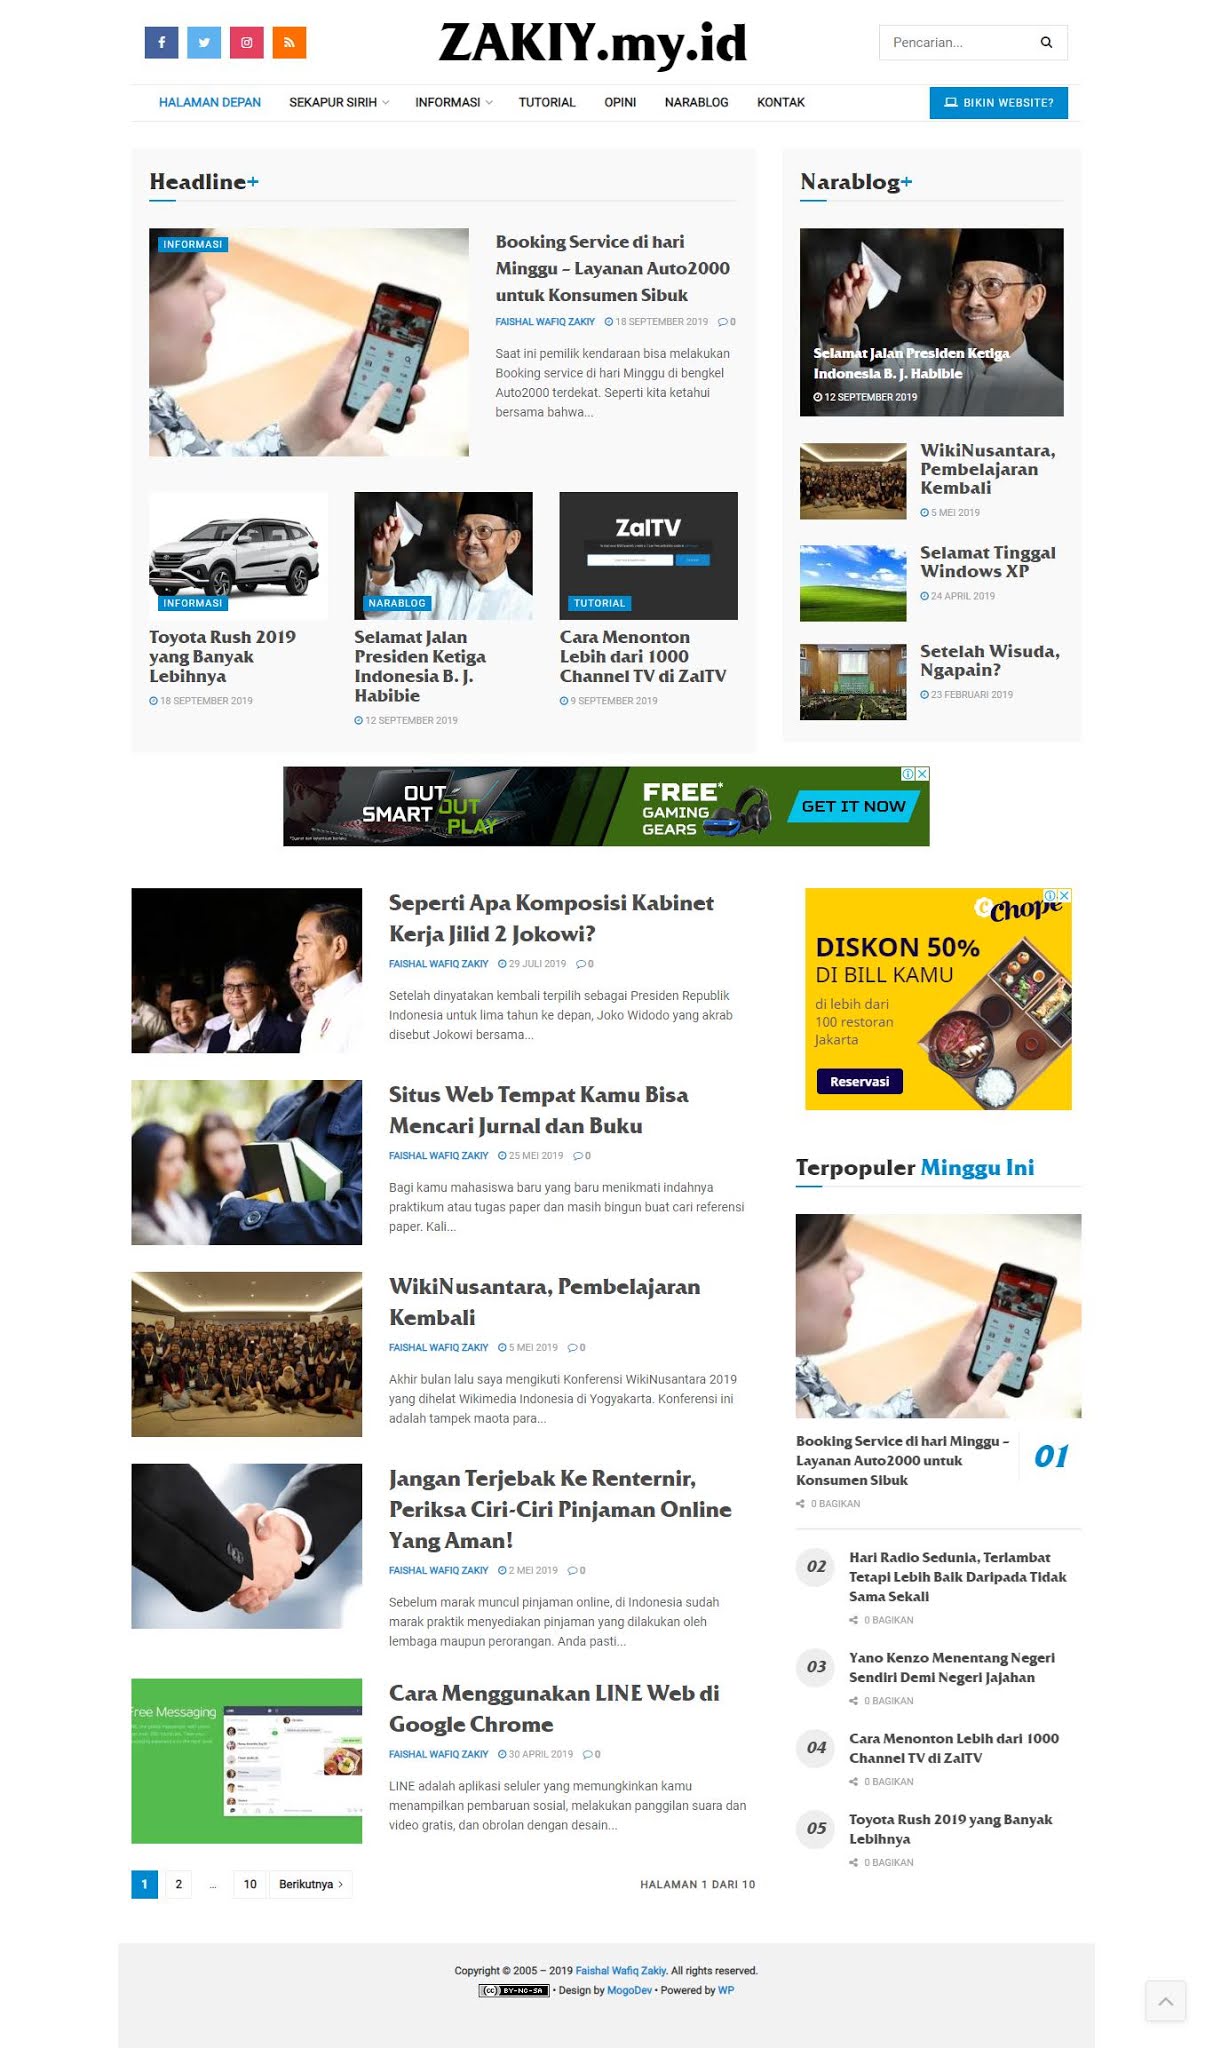 ZAKIY.my.id
Pencarian...
HALAMAN DEPAN
SEKAPUR SIRIH
INFORMASI
TUTORIAL
OPINI
NARABLOG
KONTAK
BIKIN WEBSITE?
Headline+
INFORMASI
Booking Service di hari
Minggu – Layanan Auto2000
untuk Konsumen Sibuk
FAISHAL WAFIQ ZAKIY 18 SEPTEMBER 2019 0
Saat ini pemilik kendaraan bisa melakukan
Booking service di hari Minggu di bengkel
Auto2000 terdekat. Seperti kita ketahui
bersama bahwa...
INFORMASI
Toyota Rush 2019
yang Banyak
Lebihnya
18 SEPTEMBER 2019
NARABLOG
Selamat Jalan
Presiden Ketiga
Indonesia B. J.
Habibie
12 SEPTEMBER 2019
ZalTV
TUTORIAL
Cara Menonton
Lebih dari 1000
Channel TV di ZalTV
9 SEPTEMBER 2019
Narablog+
Selamat Jalan Presiden Ketiga
Indonesia B. J. Habibie
12 SEPTEMBER 2019
WikiNusantara,
Pembelajaran
Kembali
5 MEI 2019
Selamat Tinggal
Windows XP
24 APRIL 2019
Setelah Wisuda,
Ngapain?
23 FEBRUARI 2019
OUT
SMART OUT
PLAY
FREE*
GAMING
GEARS
GET IT NOW
Seperti Apa Komposisi Kabinet
Kerja Jilid 2 Jokowi?
FAISHAL WAFIQ ZAKIY 29 JULI 2019 0
Setelah dinyatakan kembali terpilih sebagai Presiden Republik
Indonesia untuk lima tahun ke depan, Joko Widodo yang akrab
disebut Jokowi bersama...
Situs Web Tempat Kamu Bisa
Mencari Jurnal dan Buku
FAISHAL WAFIQ ZAKIY 25 MEI 2019 0
Bagi kamu mahasiswa baru yang baru menikmati indahnya
praktikum atau tugas paper dan masih bingun buat cari referensi
paper. Kali...
WikiNusantara, Pembelajaran
Kembali
FAISHAL WAFIQ ZAKIY 5 MEI 2019 0
Akhir bulan lalu saya mengikuti Konferensi WikiNusantara 2019
yang dihelat Wikimedia Indonesia di Yogyakarta. Konferensi ini
adalah tampek maota para...
Jangan Terjebak Ke Renternir,
Periksa Ciri-Ciri Pinjaman Online
Yang Aman!
FAISHAL WAFIQ ZAKIY 2 MEI 2019 0
Sebelum marak muncul pinjaman online, di Indonesia sudah
marak praktik menyediakan pinjaman yang dilakukan oleh
lembaga maupun perorangan. Anda pasti...
Free Messaging
Cara Menggunakan LINE Web di
Google Chrome
FAISHAL WAFIQ ZAKIY 30 APRIL 2019 0
LINE adalah aplikasi seluler yang memungkinkan kamu
menampilkan pembaruan sosial, melakukan panggilan suara dan
video gratis, dan obrolan dengan desain...
1 2 ... 10 Berikutnya
HALAMAN 1 DARI 10
Chope
DISKON 50%
DI BILL KAMU
di lebih dari
100 restoran
Jakarta
Reservasi
Terpopuler Minggu Ini
Booking Service di hari Minggu –
Layanan Auto2000 untuk
Konsumen Sibuk
01
0 BAGIKAN
02
Hari Radio Sedunia, Terlambat
Tetapi Lebih Baik Daripada Tidak
Sama Sekali
0 BAGIKAN
03
Yano Kenzo Menentang Negeri
Sendiri Demi Negeri Jajahan
0 BAGIKAN
04
Cara Menonton Lebih dari 1000
Channel TV di ZalTV
0 BAGIKAN
05
Toyota Rush 2019 yang Banyak
Lebihnya
0 BAGIKAN
Copyright © 2005 – 2019 Faishal Wafiq Zakiy. All rights reserved.
(cc) BY-NC-SA • Design by MogoDev • Powered by WP